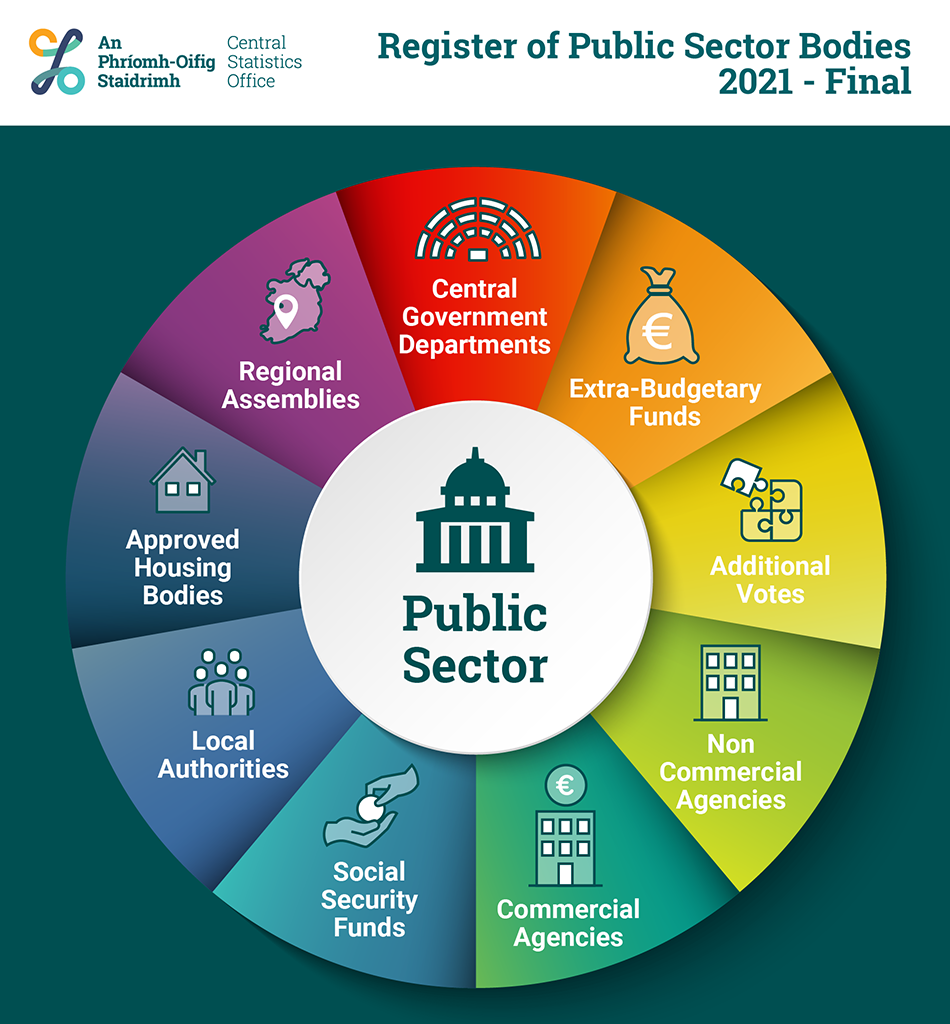 An
Phríomh-Oifig
Staidrimh
Central
Statistics
Office
Register of Public Sector Bodies
2021 - Final
Central
Government
Departments
€
Extra-Budgetary
Funds
Additional
Votes
Non
Commercial
Agencies
€
Commercial
Agencies
Social
Security
Funds
Local
Authorities
Approved
Housing
Bodies
Regional
Assemblies
Public
Sector